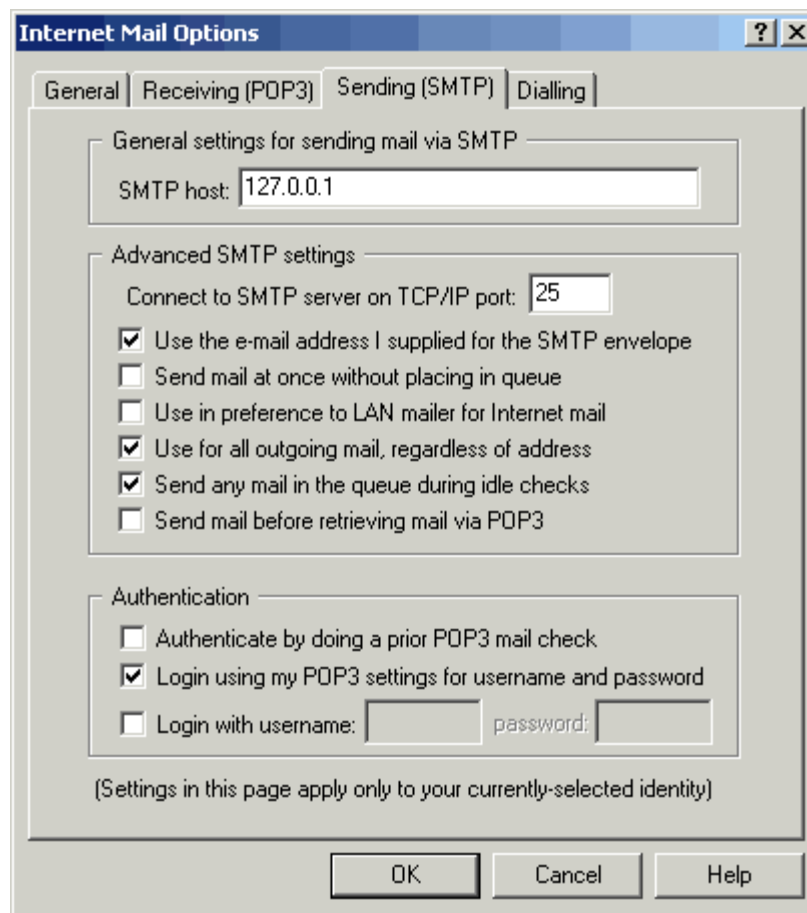 Internet Mail Options
General Receiving (POP3) Sending (SMTP) Dialling
General settings for sending mail via SMTP
SMTP host: 127.0.0.1
Advanced SMTP settings
Connect to SMTP server on TCP/IP port: 25
Use the e-mail address I supplied for the SMTP envelope
Send mail at once without placing in queue
Use in preference to LAN mailer for Internet mail
Use for all outgoing mail, regardless of address
Send any mail in the queue during idle checks
Send mail before retrieving mail via POP3
Authentication
Authenticate by doing a prior POP3 mail check
Login using my POP3 settings for username and password
Login with username: password:
(Settings in this page apply only to your currently-selected identity)
OK Cancel Help